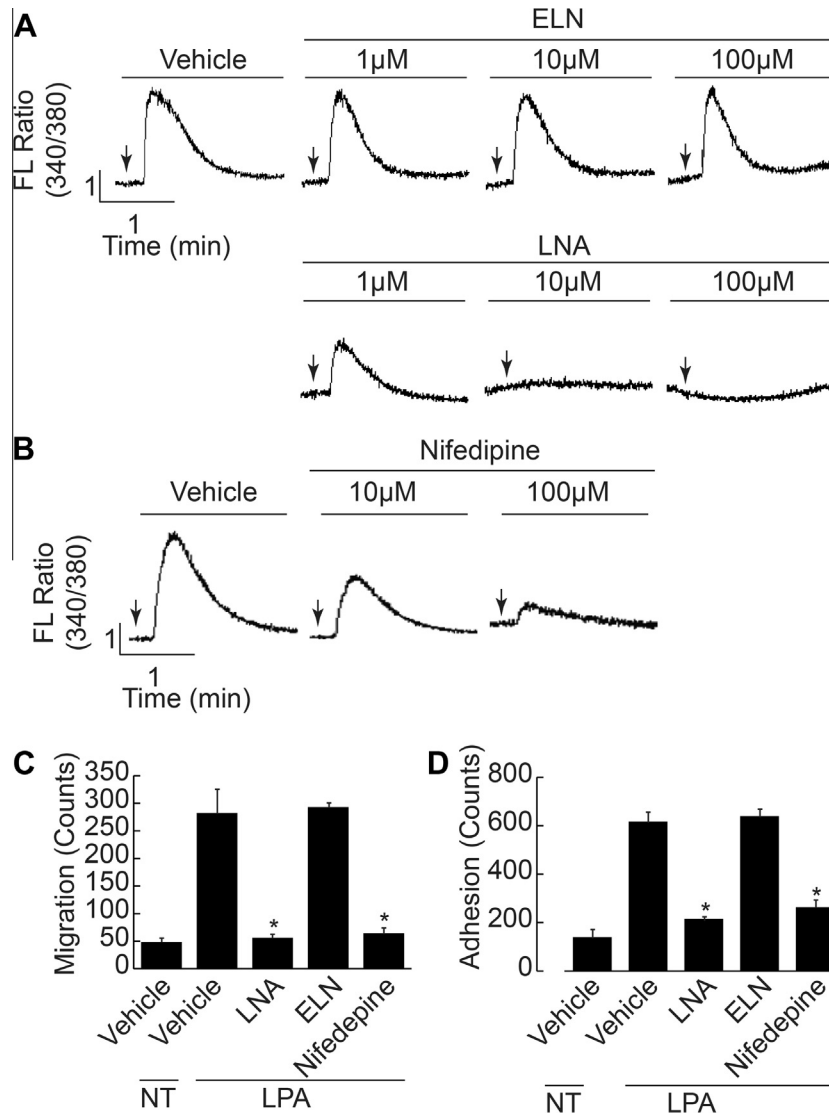 A
ELN
Vehicle
1µM
10µM
100µM
FL Ratio
(340/380)
1
1
Time (min)
LNA
1µM
10µM
100µM
B
Nifedipine
Vehicle
10µM
100µM
FL Ratio
(340/380)
1
1
Time (min)
C
Migration (Counts)
350
300
250
200
150
100
50
0
*
*
Vehicle
Vehicle
LNA
ELN
Nifedepine
NT
LPA
D
Adhesion (Counts)
800
600
400
200
0
*
*
Vehicle
Vehicle
LNA
ELN
Nifedepine
NT
LPA